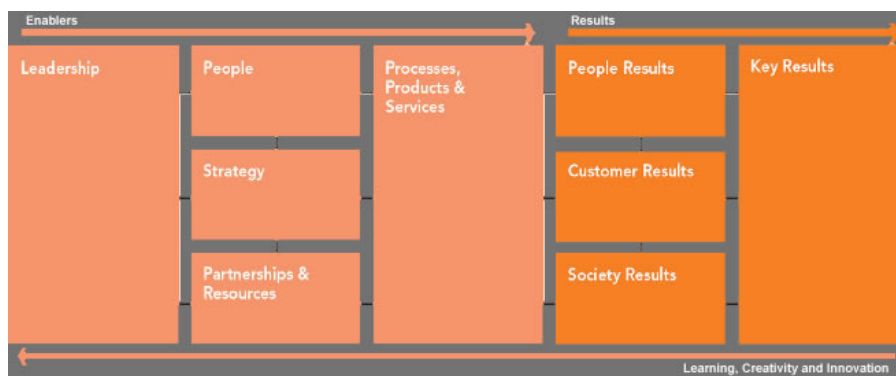 Enablers
Results
Leadership
People
Processes,
Products &
Services
People Results
Key Results
Strategy
Customer Results
Partnerships &
Resources
Society Results
Learning, Creativity and Innovation